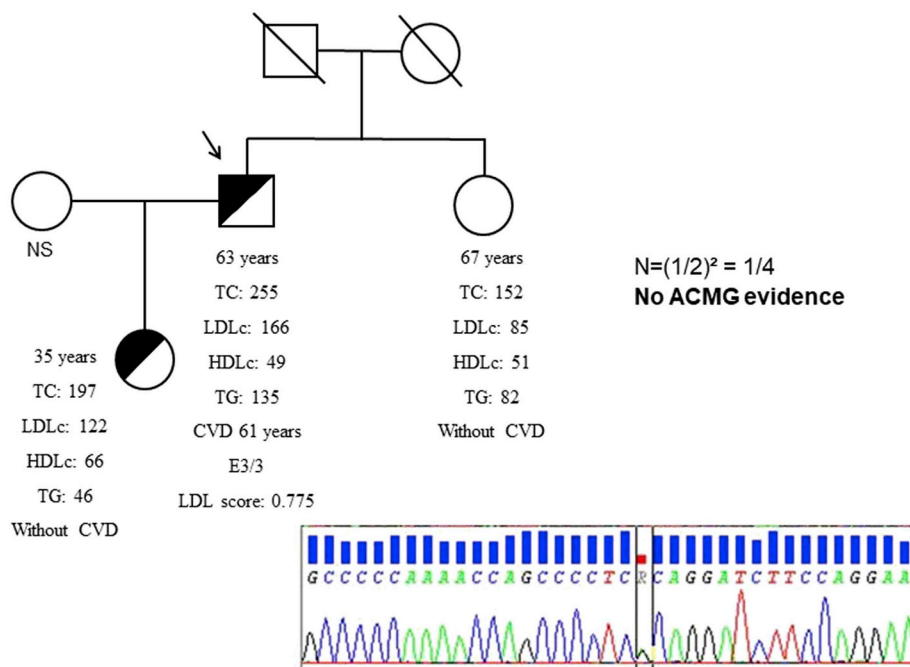 NS
63 years
TC: 255
LDLc: 166
HDLc: 49
TG: 135
CVD 61 years
E3/3
LDL score: 0.775
67 years
TC: 152
LDLc: 85
HDLc: 51
TG: 82
Without CVD
N=(1/2)² = 1/4
No ACMG evidence
35 years
TC: 197
LDLc: 122
HDLc: 66
TG: 46
Without CVD
G C C C C C A A A A C C A G C C C C T C R C A G G A T C T T C C A G G A A